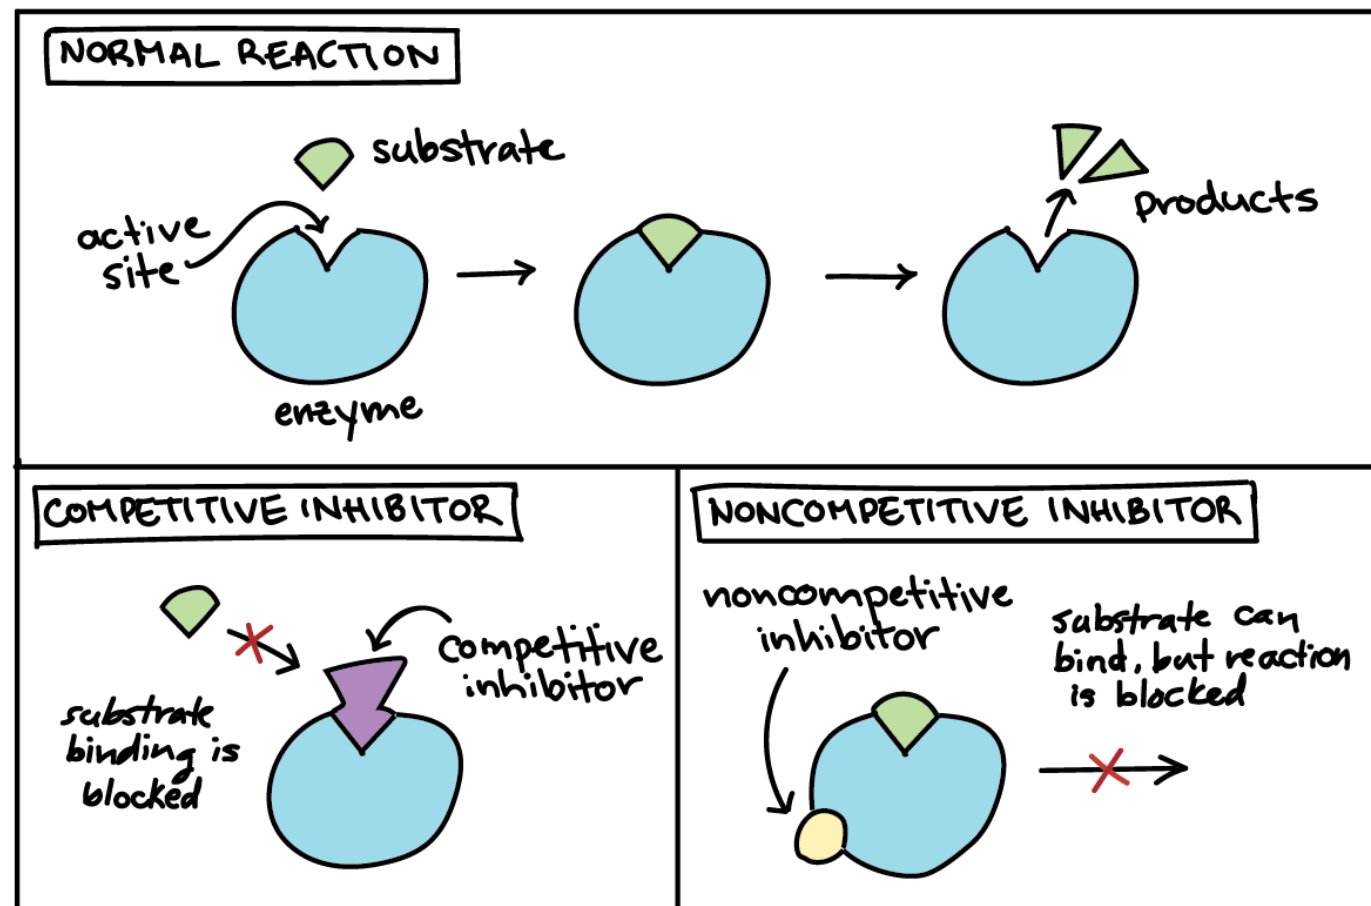 NORMAL REACTION
substrate
active
site
products
enzyme
COMPETITIVE INHIBITOR
competitive
inhibitor
substrate
binding is
blocked
NONCOMPETITIVE INHIBITOR
noncompetitive
inhibitor
substrate can
bind, but reaction
is blocked